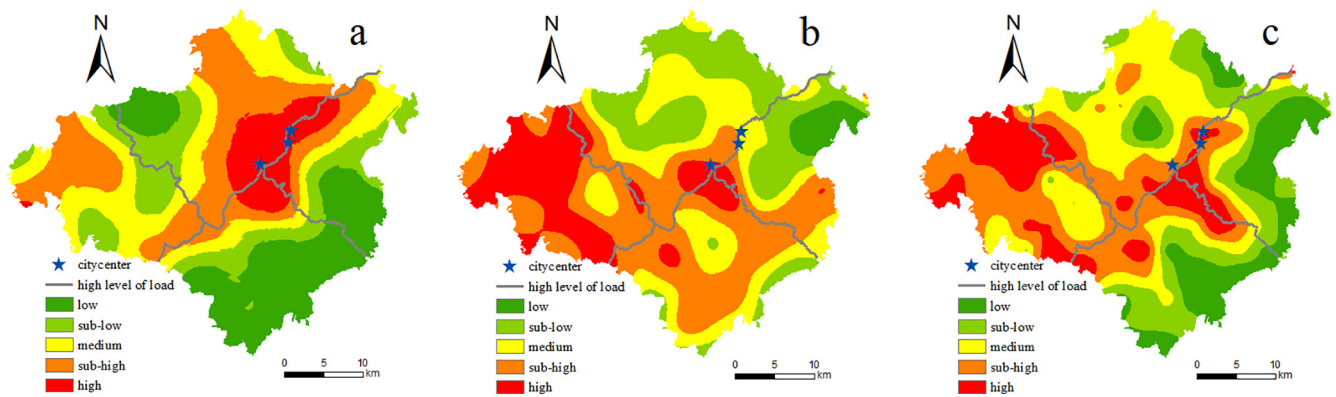 N
a
citycenter
high level of load
low
sub-low
medium
sub-high
high
0 5 10
km
N
b
citycenter
high level of load
low
sub-low
medium
sub-high
high
0 5 10
km
N
c
citycenter
high level of load
low
sub-low
medium
sub-high
high
0 5 10
km